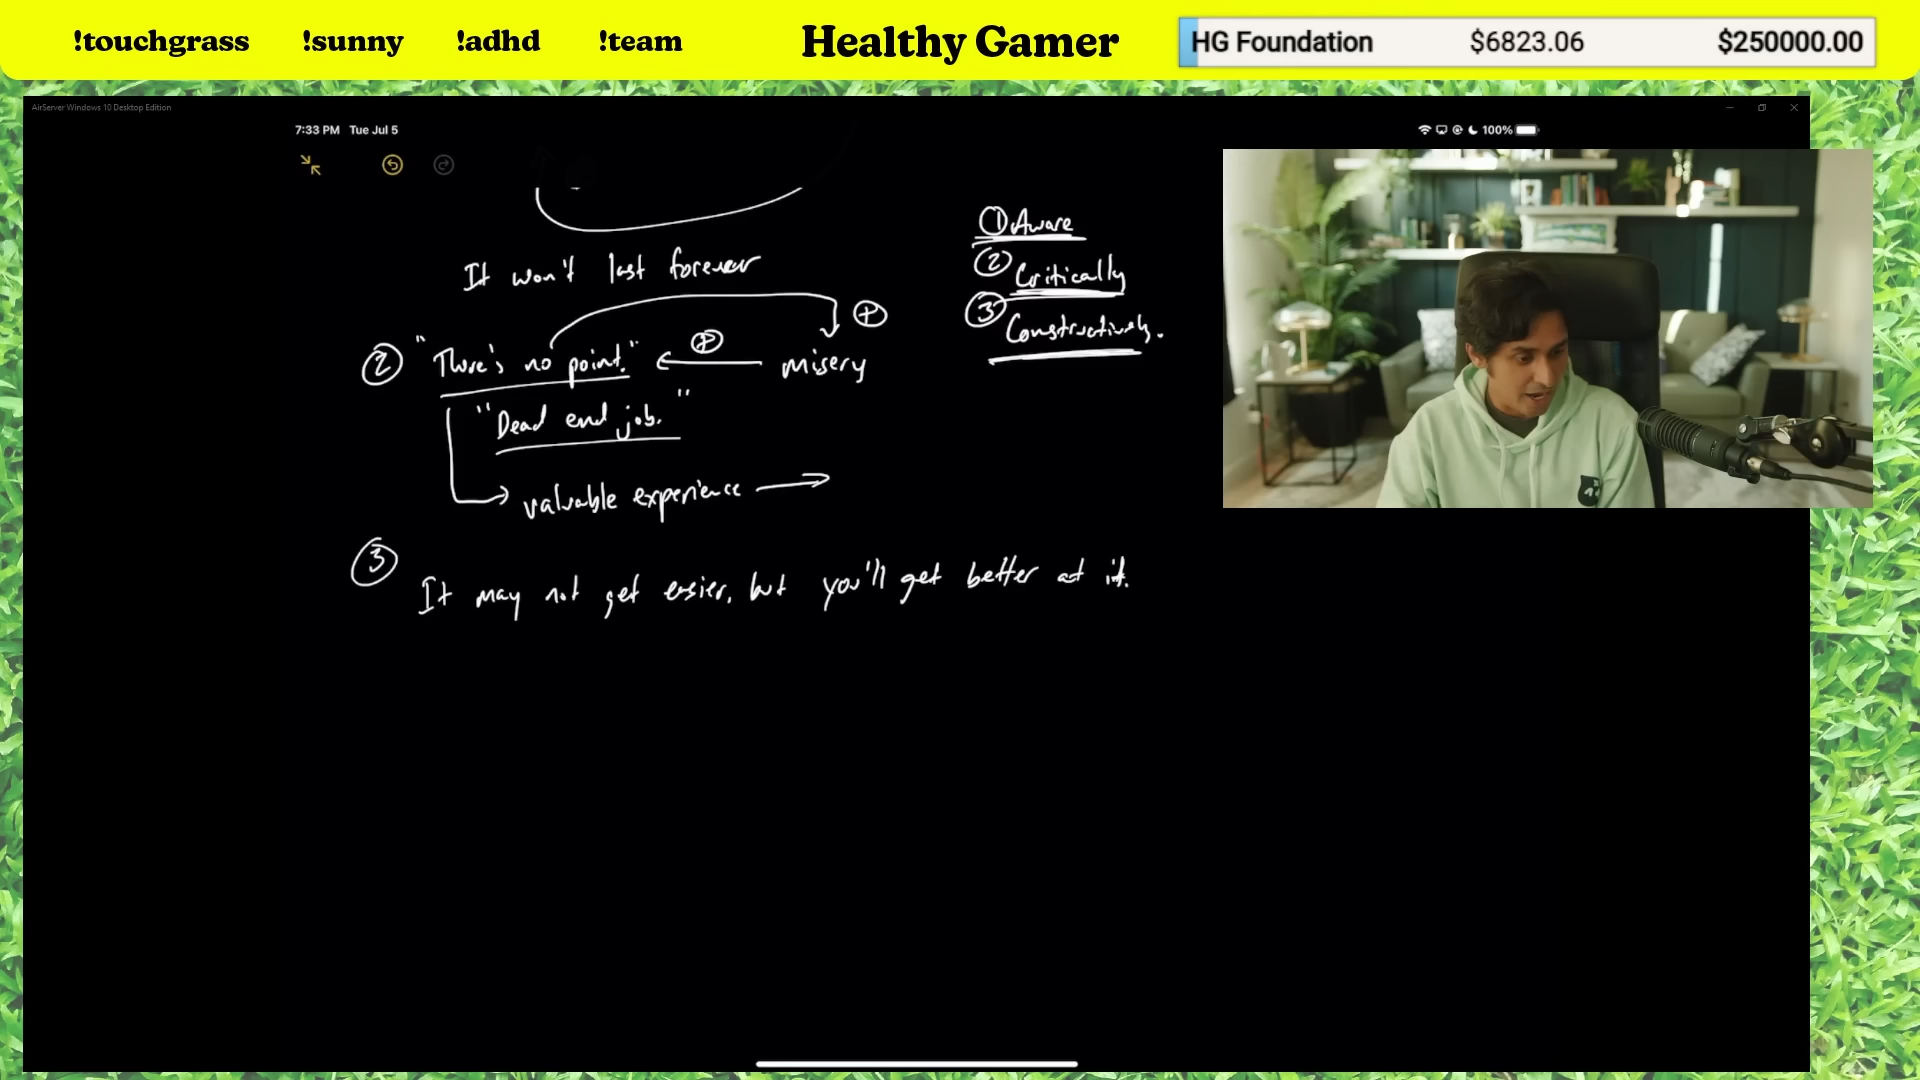 !touchgrass !sunny !adhd !team Healthy Gamer HG Foundation $6823.06 $250000.00
AirServer Windows 10 Desktop Edition
7:33 PM Tue Jul 5 100%
It won't last forever
② "There's no point." ⊕ misery ⊕
"Dead end job."
valuable experience
③ It may not get easier, but you'll get better at it.
① Aware
② Critically
③ Constructively.